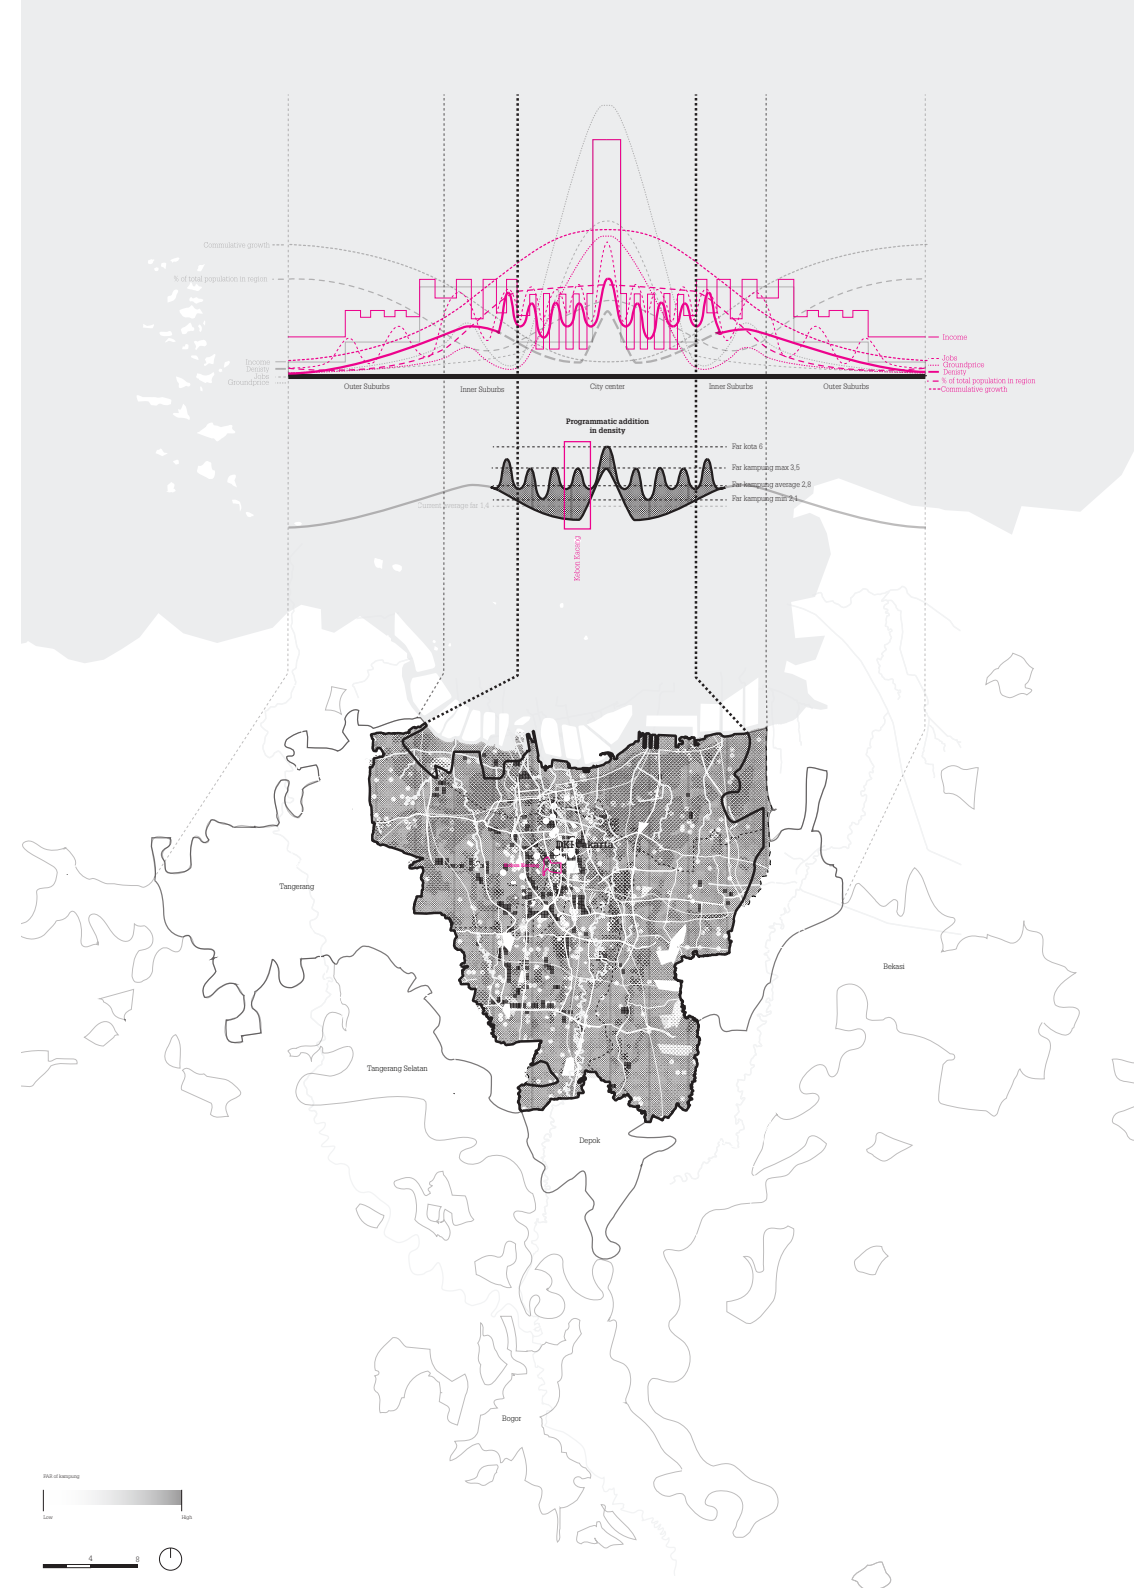 Commulative growth
% of total population in region
Income
Density
Jobs
Groundprice
Income
Jobs
Groundprice
Density
% of total population in region
Commulative growth
Outer Suburbs
Inner Suburbs
City center
Inner Suburbs
Outer Suburbs
Programmatic addition
in density
Far kota 6
Far kampung max 3,5
Far kampung average 2,8
Far kampung min 2,1
Current average far 1,4
Kebon Kacang
DKI Jakarta
Tangerang
Bekasi
Tangerang Selatan
Depok
Bogor
FAR of kampung
Low
High
4
8